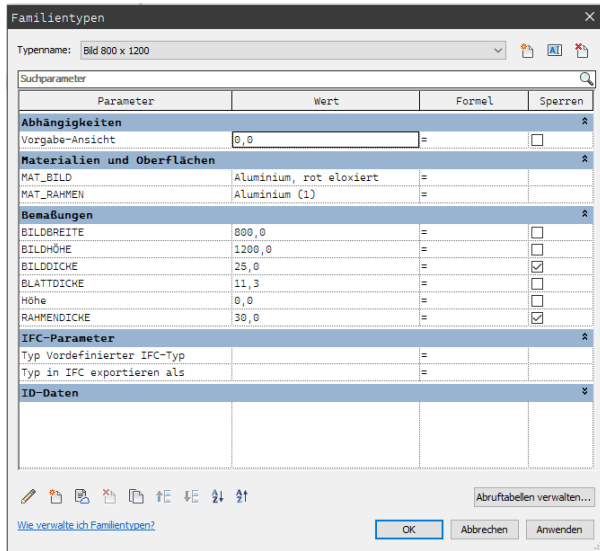 Familientypen
Typenname: Bild 800 x 1200
Suchparameter
Parameter Wert Formel Sperren
Abhängigkeiten
Vorgabe-Ansicht 0,0 =
Materialien und Oberflächen
MAT_BILD Aluminium, rot eloxiert =
MAT_RAHMEN Aluminium (1) =
Bemaßungen
BILDBREITE 800,0 =
BILDHÖHE 1200,0 =
BILDDICKE 25,0 =
BLATTDICKE 11,3 =
Höhe 0,0 =
RAHMENDICKE 30,0 =
IFC-Parameter
Typ Vordefinierter IFC-Typ =
Typ in IFC exportieren als =
ID-Daten
Abruftabellen verwalten...
Wie verwalte ich Familientypen?
OK Abbrechen Anwenden